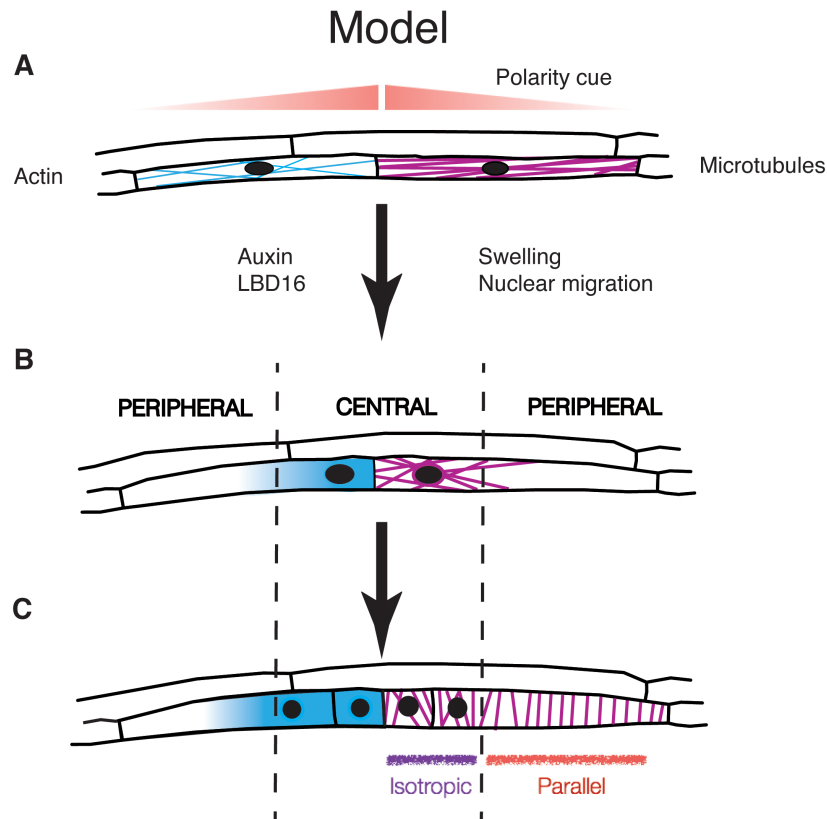 Model
A
Polarity cue
Actin
Microtubules
Auxin
LBD16
Swelling
Nuclear migration
B
PERIPHERAL
CENTRAL
PERIPHERAL
C
Isotropic
Parallel